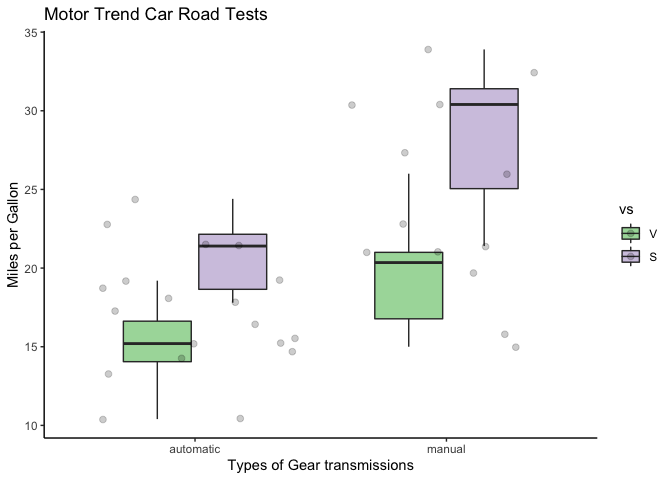 Motor Trend Car Road Tests
35
30
25
20
15
10
Miles per Gallon
automatic
manual
Types of Gear transmissions
vs
V
S